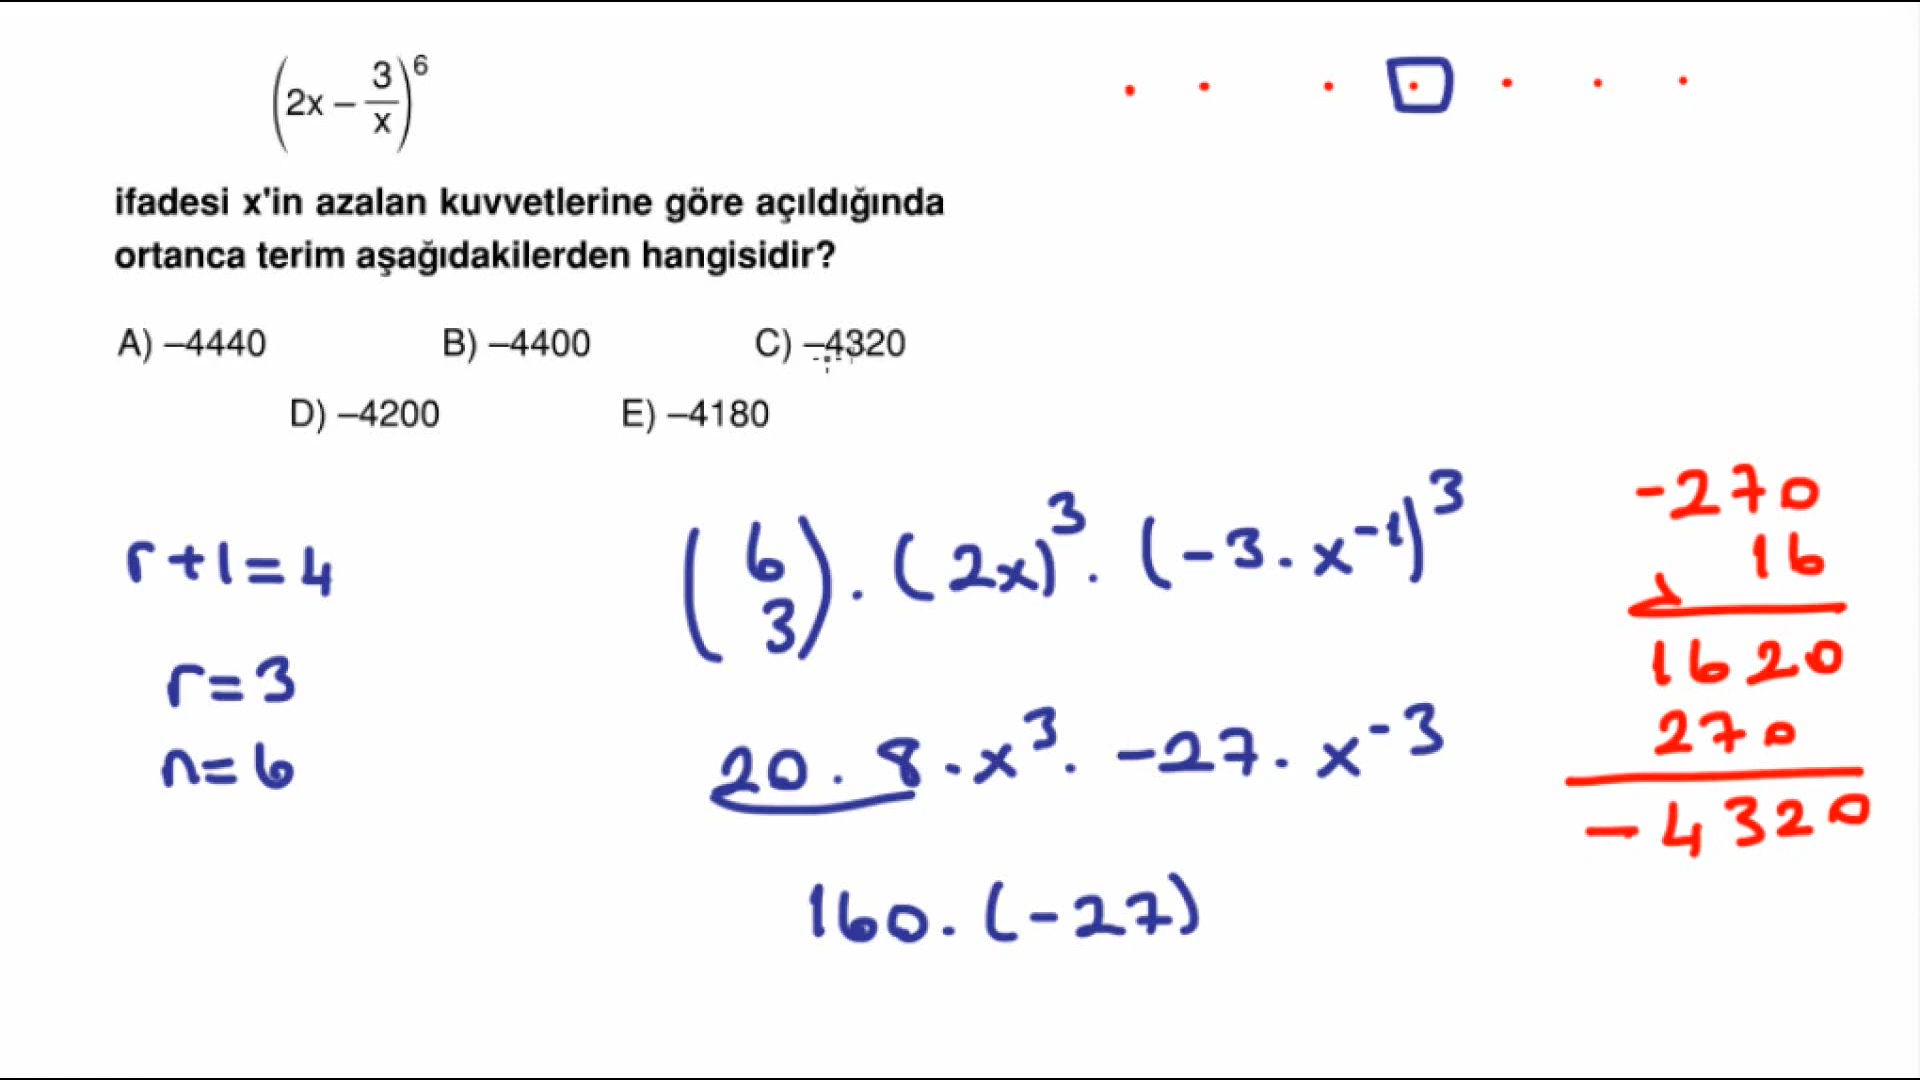 (2x – 3/x)⁶
ifadesi x'in azalan kuvvetlerine göre açıldığında
ortanca terim aşağıdakilerden hangisidir?
A) –4440 B) –4400 C) –4320
D) –4200 E) –4180
r+1=4
r=3
n=6
(6 3) . (2x)³ . (-3 . x⁻¹)³
20 . 8 . x³ . -27 . x⁻³
160 . (-27)
-270
16
1620
270
-4320